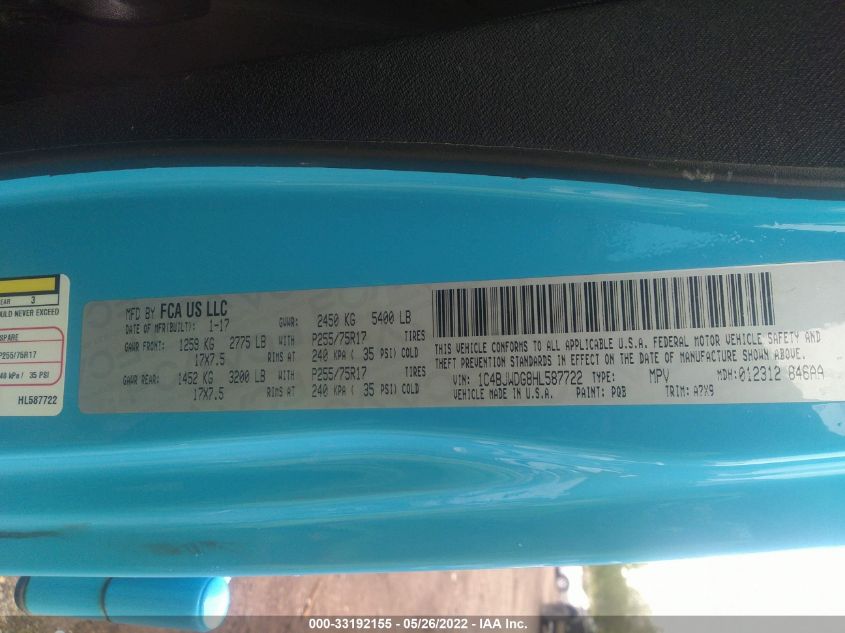 EAR 3
OULD NEVER EXCEED
SPARE
P255/75R17
40 kPa / 35 PSI
HL587722
MFD BY FCA US LLC
DATE OF MFR(BUILT): 1-17 GVWR: 2450 KG 5400 LB
GAWR FRONT: 1259 KG 2775 LB WITH P255/75R17 TIRES
17X7.5 RIMS AT 240 KPA ( 35 PSI) COLD
GAWR REAR: 1452 KG 3200 LB WITH P255/75R17 TIRES
17X7.5 RIMS AT 240 KPA ( 35 PSI) COLD
THIS VEHICLE CONFORMS TO ALL APPLICABLE U.S.A. FEDERAL MOTOR VEHICLE SAFETY AND
THEFT PREVENTION STANDARDS IN EFFECT ON THE DATE OF MANUFACTURE SHOWN ABOVE.
VIN: 1C4BJWDG8HL587722 TYPE: MPV MDH: 012312 846AA
VEHICLE MADE IN U.S.A. PAINT: PQB TRIM: A7X9
000-33192155 - 05/26/2022 - IAA Inc.